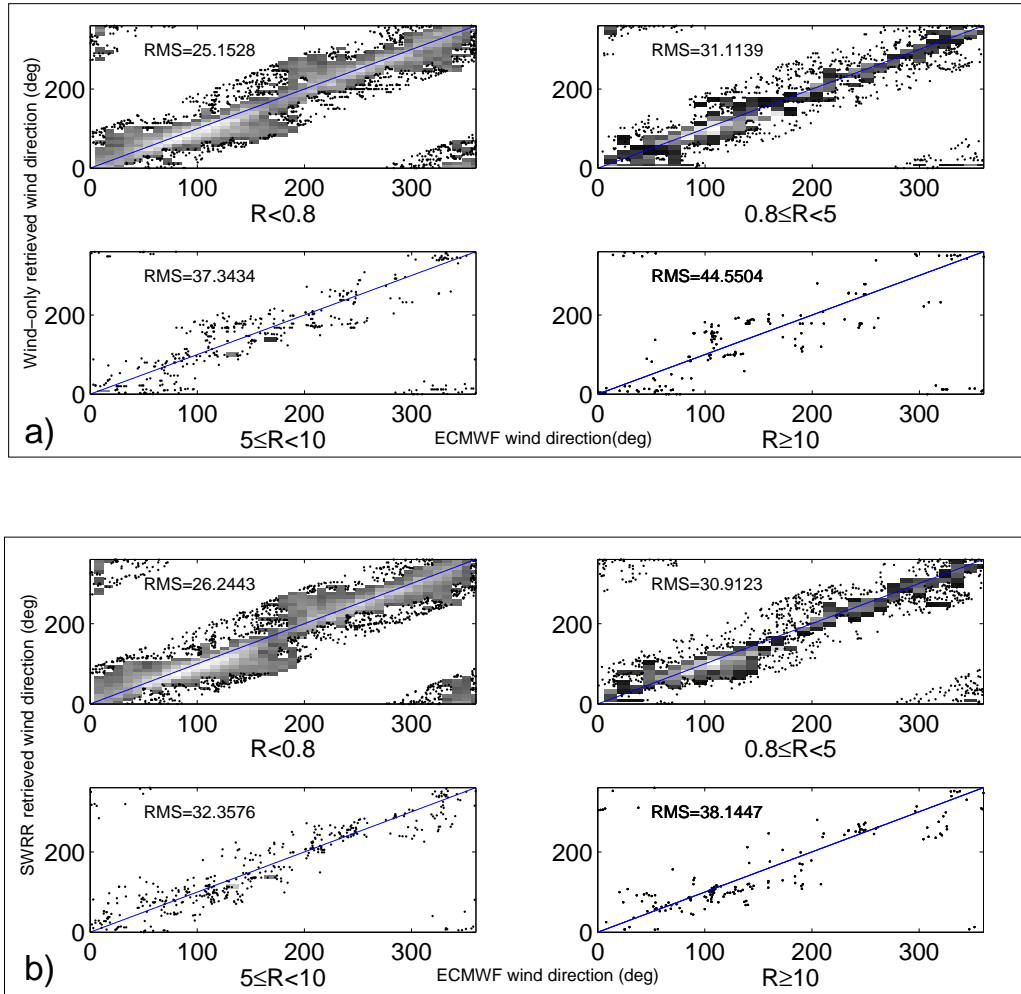 Wind−only retrieved wind direction (deg)
RMS=25.1528
200
0
0 100 200 300
R<0.8
RMS=31.1139
200
0
0 100 200 300
0.8≤R<5
RMS=37.3434
200
0
0 100 200 300
5≤R<10
RMS=44.5504
200
0
0 100 200 300
R≥10
ECMWF wind direction(deg)
a)
SWRR retrieved wind direction (deg)
RMS=26.2443
200
0
0 100 200 300
R<0.8
RMS=30.9123
200
0
0 100 200 300
0.8≤R<5
RMS=32.3576
200
0
0 100 200 300
5≤R<10
RMS=38.1447
200
0
0 100 200 300
R≥10
ECMWF wind direction (deg)
b)